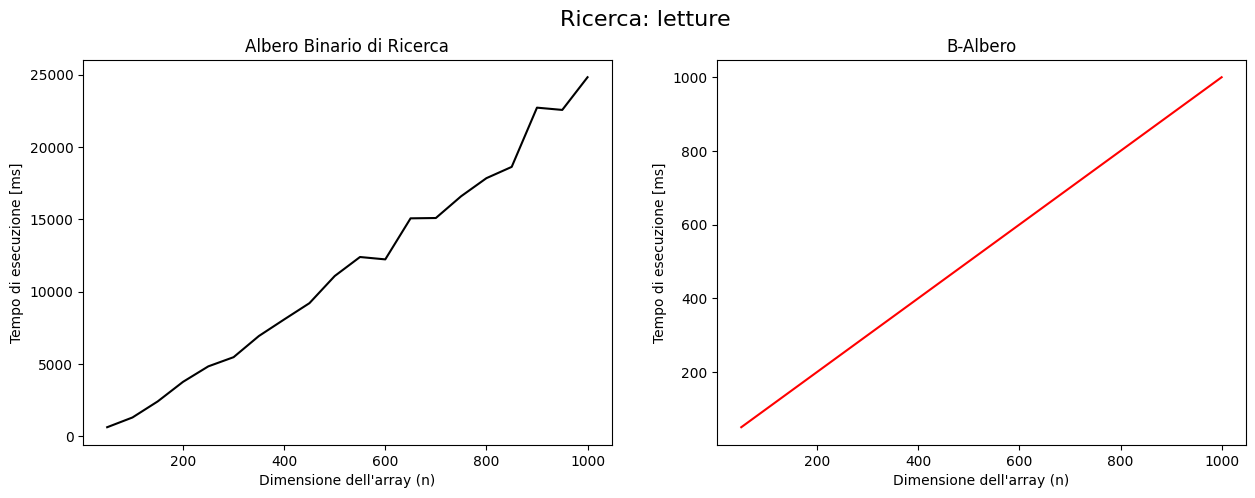 Ricerca: letture
Albero Binario di Ricerca
25000
20000
15000
10000
5000
0
Tempo di esecuzione [ms]
200 400 600 800 1000
Dimensione dell'array (n)
B-Albero
1000
800
600
400
200
Tempo di esecuzione [ms]
200 400 600 800 1000
Dimensione dell'array (n)